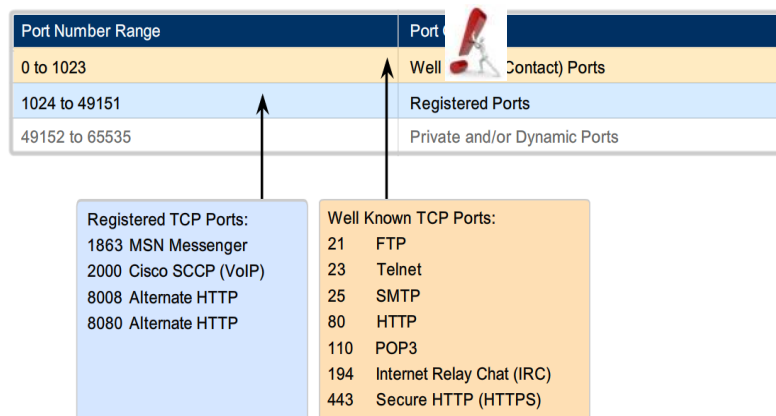 Port Number Range Port
0 to 1023 Well Contact) Ports
1024 to 49151 Registered Ports
49152 to 65535 Private and/or Dynamic Ports
Registered TCP Ports:
1863 MSN Messenger
2000 Cisco SCCP (VoIP)
8008 Alternate HTTP
8080 Alternate HTTP
Well Known TCP Ports:
21 FTP
23 Telnet
25 SMTP
80 HTTP
110 POP3
194 Internet Relay Chat (IRC)
443 Secure HTTP (HTTPS)